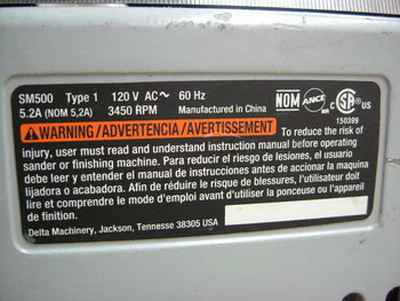 SM500 Type 1 120 V AC~ 60 Hz
5.2A (NOM 5,2A) 3450 RPM Manufactured in China
NOM ANCE C SA US
150399
WARNING/ADVERTENCIA/AVERTISSEMENT To reduce the risk of
injury, user must read and understand instruction manual before operating
sander or finishing machine. Para reducir el riesgo de lesiones, el usuario
debe leer y entender el manual de instrucciones antes de accionar la maquina
lijadora o acabadora. Afin de réduire le risque de blessures, l'utilisateur doit
lire et comprendre le mode d'emploi avant d'utiliser la ponceuse ou l'appareil
de finition.
Delta Machinery, Jackson, Tennesse 38305 USA